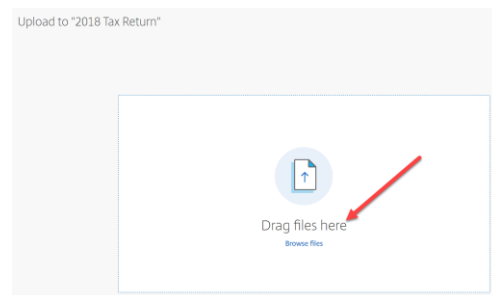 Upload to "2018 Tax Return"
Drag files here
Browse files